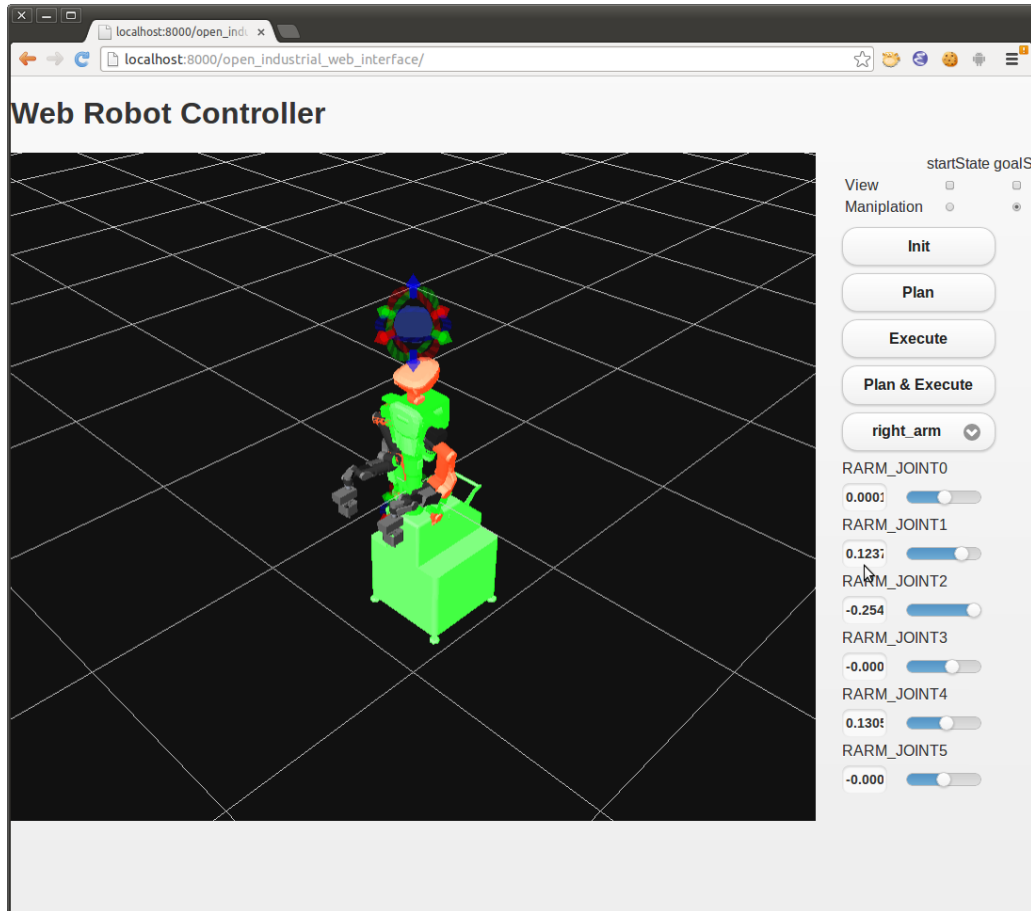 localhost:8000/open_indu
localhost:8000/open_industrial_web_interface/
Web Robot Controller
startState goalS
View
Maniplation
Init
Plan
Execute
Plan & Execute
right_arm
RARM_JOINT0
0.0001
RARM_JOINT1
0.1237
RARM_JOINT2
-0.254
RARM_JOINT3
-0.000
RARM_JOINT4
0.1305
RARM_JOINT5
-0.000